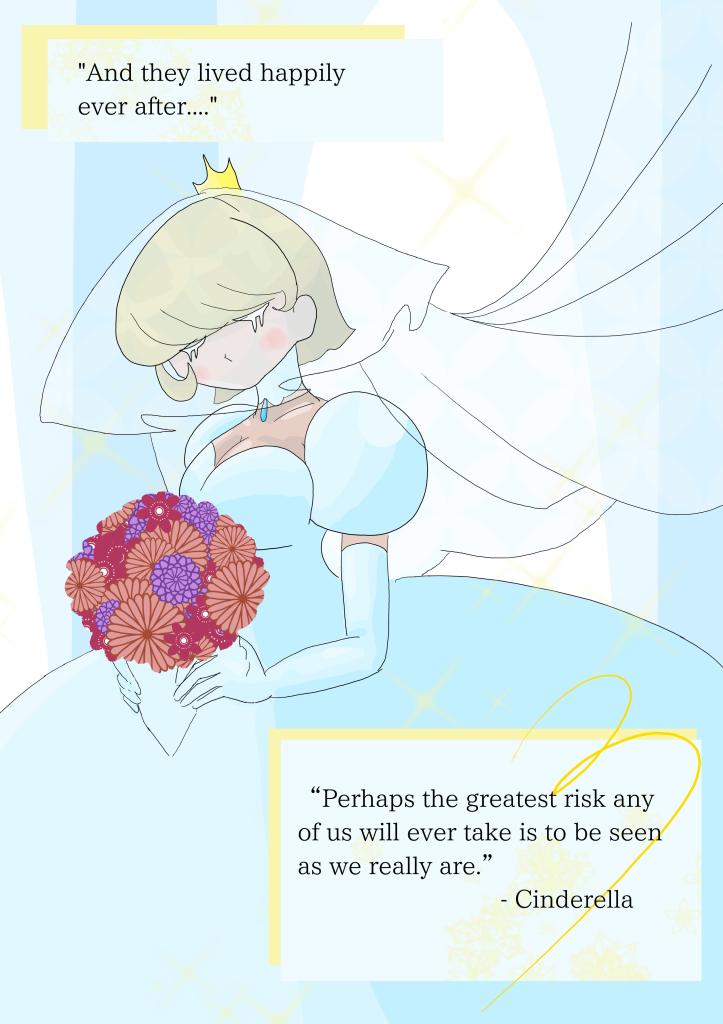 "And they lived happily
ever after...."
“Perhaps the greatest risk any
of us will ever take is to be seen
as we really are.”
- Cinderella